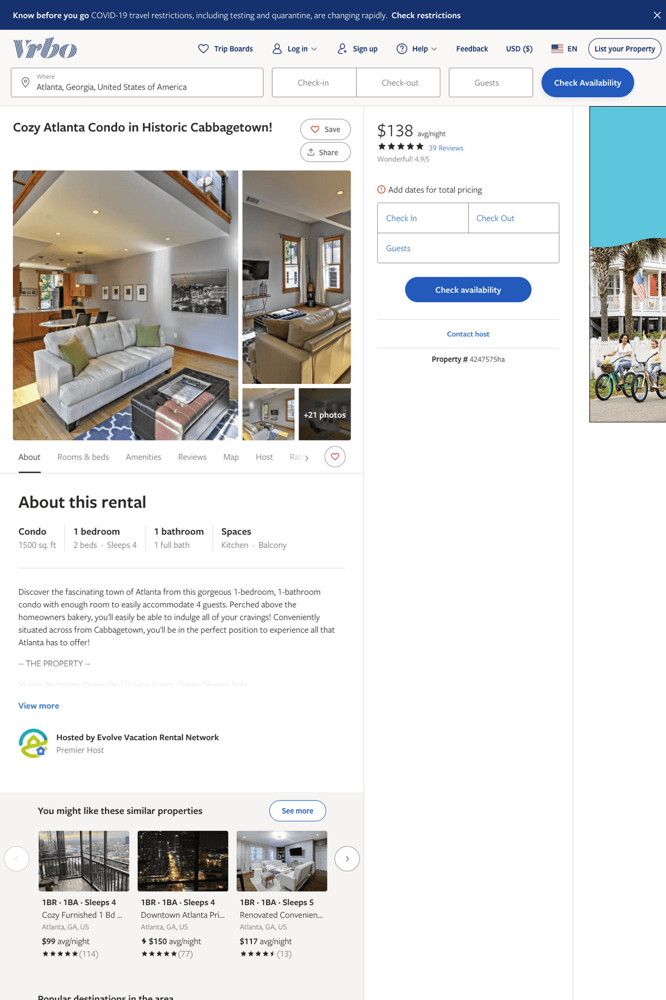 Know before you go COVID-19 travel restrictions, including testing and quarantine, are changing rapidly. Check restrictions
Vrbo
Trip Boards
Log in
Sign up
Help
Feedback
USD ($)
EN
List your Property
Where
Atlanta, Georgia, United States of America
Check-in
Check-out
Guests
Check Availability
Cozy Atlanta Condo in Historic Cabbagetown!
Save
Share
+21 photos
$138 avg/night
39 Reviews
Wonderful! 4.9/5
Add dates for total pricing
Check In
Check Out
Guests
Check availability
Contact host
Property # 4247575ha
About
Rooms & beds
Amenities
Reviews
Map
Host
About this rental
Condo
1500 sq. ft
1 bedroom
2 beds · Sleeps 4
1 bathroom
1 full bath
Spaces
Kitchen · Balcony
Discover the fascinating town of Atlanta from this gorgeous 1-bedroom, 1-bathroom
condo with enough room to easily accommodate 4 guests. Perched above the
homeowners bakery, you'll easily be able to indulge all of your cravings! Conveniently
situated across from Cabbagetown, you'll be in the perfect position to experience all that
Atlanta has to offer!
-- THE PROPERTY --
Master Bedroom: Queen Bed | Living Room: Queen Sleeper Sofa
View more
Hosted by Evolve Vacation Rental Network
Premier Host
You might like these similar properties
See more
1BR · 1BA · Sleeps 4
Cozy Furnished 1 Bd ...
Atlanta, GA, US
$99 avg/night
(114)
1BR · 1BA · Sleeps 4
Downtown Atlanta Pri...
Atlanta, GA, US
$150 avg/night
(77)
1BR · 1BA · Sleeps 5
Renovated Convenien...
Atlanta, GA, US
$117 avg/night
(13)
Popular destinations in the area